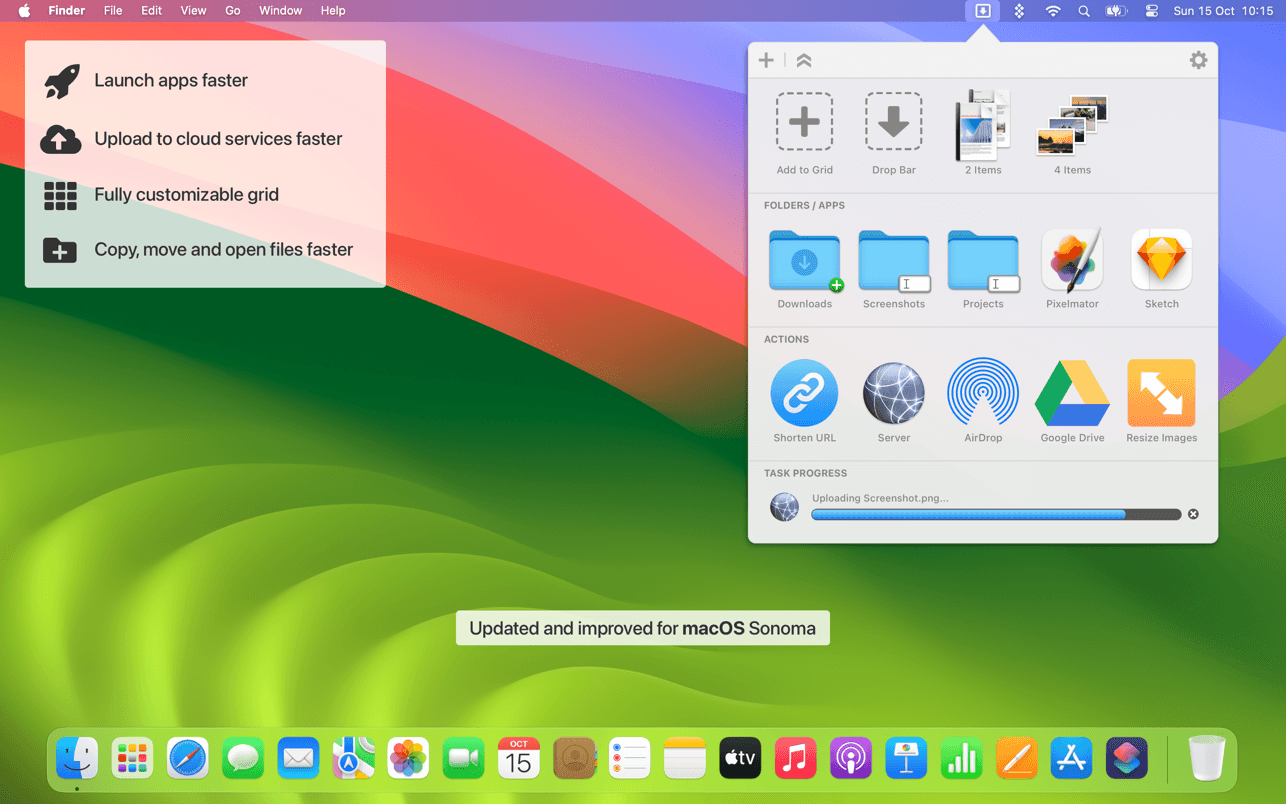 Finder File Edit View Go Window Help Sun 15 Oct 10:15
Launch apps faster
Upload to cloud services faster
Fully customizable grid
Copy, move and open files faster
Add to Grid Drop Bar 2 Items 4 Items
FOLDERS / APPS
Downloads Screenshots Projects Pixelmator Sketch
ACTIONS
Shorten URL Server AirDrop Google Drive Resize Images
TASK PROGRESS
Uploading Screenshot.png...
Updated and improved for macOS Sonoma
OCT
15
tv